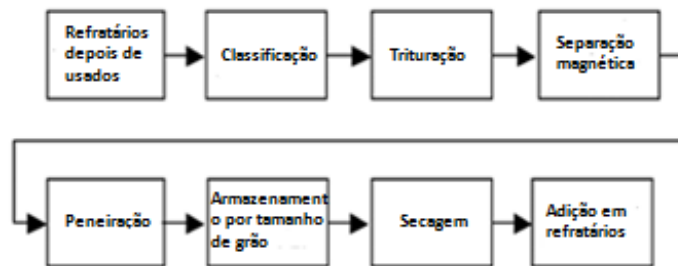 Refratários
depois de
usados
Classificação
Trituração
Separação
magnética
Peneiração
Armazenament
o por tamanho
de grão
Secagem
Adição em
refratários